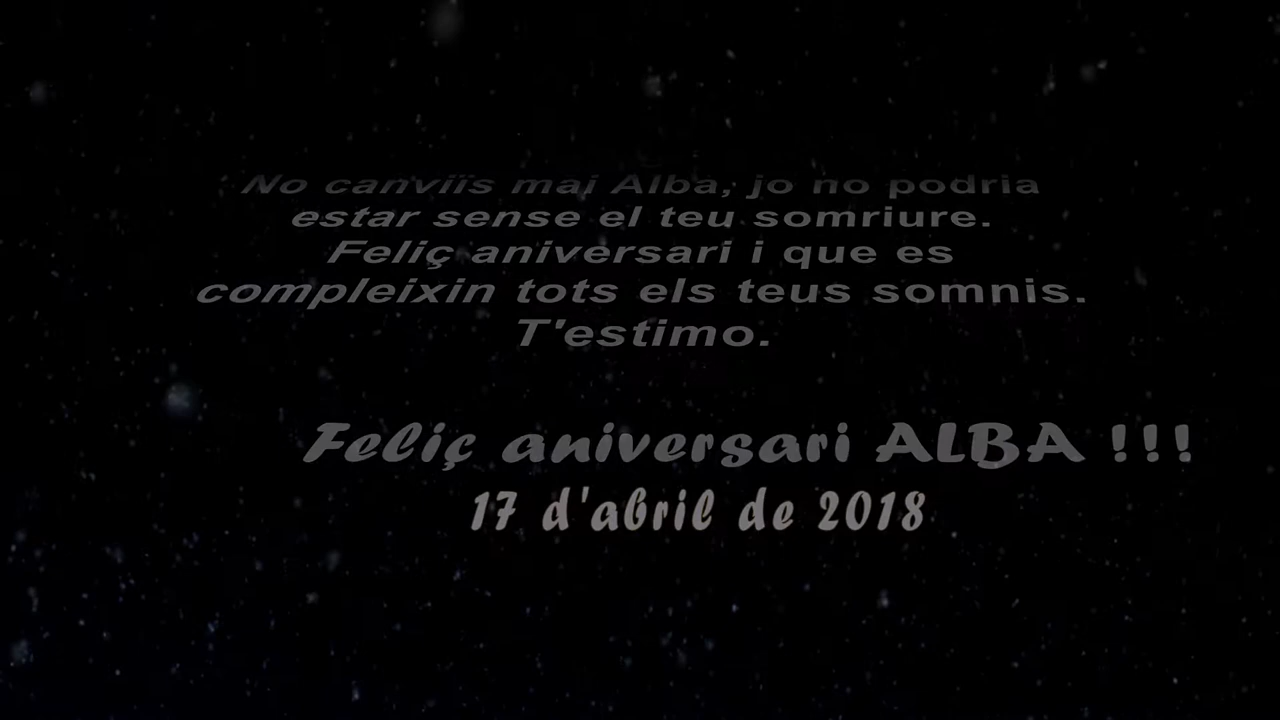 No canviïs mai Alba, jo no podria
estar sense el teu somriure.
Feliç aniversari i que es
compleixin tots els teus somnis.
T'estimo.
Feliç aniversari ALBA !!!
17 d'abril de 2018